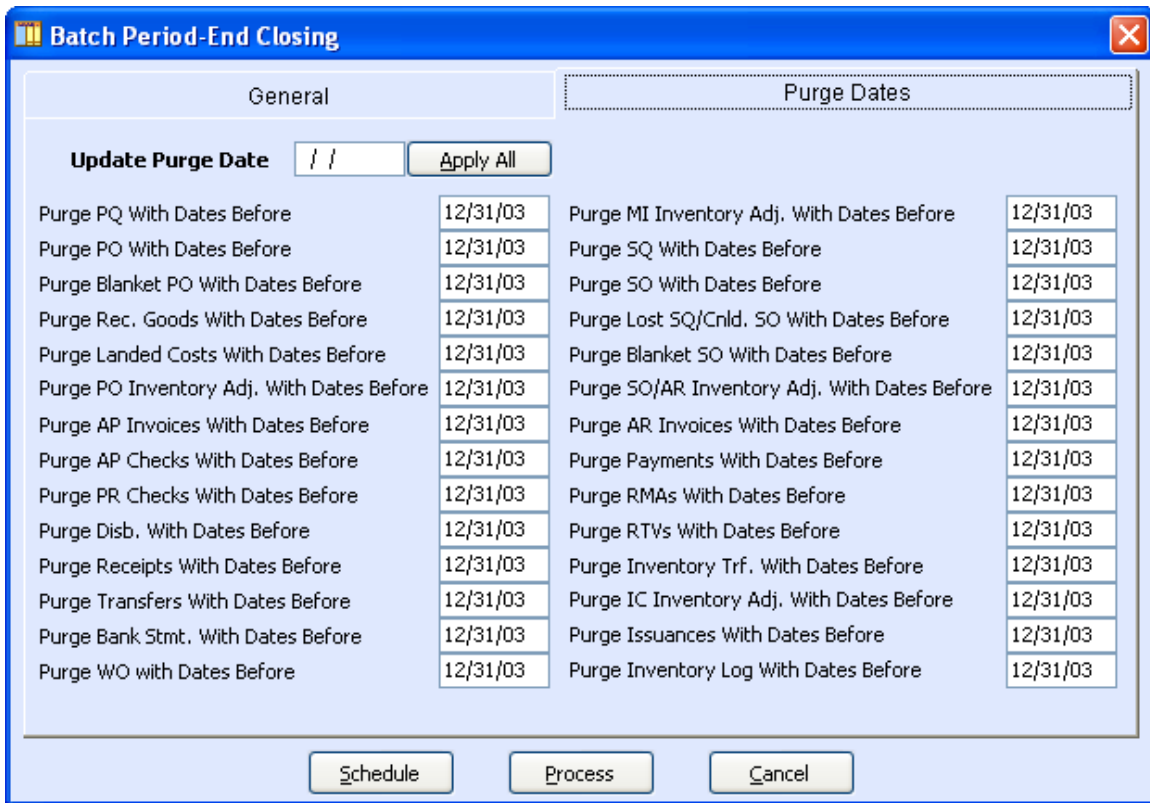 Batch Period-End Closing
General
Purge Dates
Update Purge Date / / Apply All
Purge PQ With Dates Before 12/31/03
Purge PO With Dates Before 12/31/03
Purge Blanket PO With Dates Before 12/31/03
Purge Rec. Goods With Dates Before 12/31/03
Purge Landed Costs With Dates Before 12/31/03
Purge PO Inventory Adj. With Dates Before 12/31/03
Purge AP Invoices With Dates Before 12/31/03
Purge AP Checks With Dates Before 12/31/03
Purge PR Checks With Dates Before 12/31/03
Purge Disb. With Dates Before 12/31/03
Purge Receipts With Dates Before 12/31/03
Purge Transfers With Dates Before 12/31/03
Purge Bank Stmt. With Dates Before 12/31/03
Purge WO with Dates Before 12/31/03
Purge MI Inventory Adj. With Dates Before 12/31/03
Purge SQ With Dates Before 12/31/03
Purge SO With Dates Before 12/31/03
Purge Lost SQ/Cnld. SO With Dates Before 12/31/03
Purge Blanket SO With Dates Before 12/31/03
Purge SO/AR Inventory Adj. With Dates Before 12/31/03
Purge AR Invoices With Dates Before 12/31/03
Purge Payments With Dates Before 12/31/03
Purge RMAs With Dates Before 12/31/03
Purge RTVs With Dates Before 12/31/03
Purge Inventory Trf. With Dates Before 12/31/03
Purge IC Inventory Adj. With Dates Before 12/31/03
Purge Issuances With Dates Before 12/31/03
Purge Inventory Log With Dates Before 12/31/03
Schedule
Process
Cancel